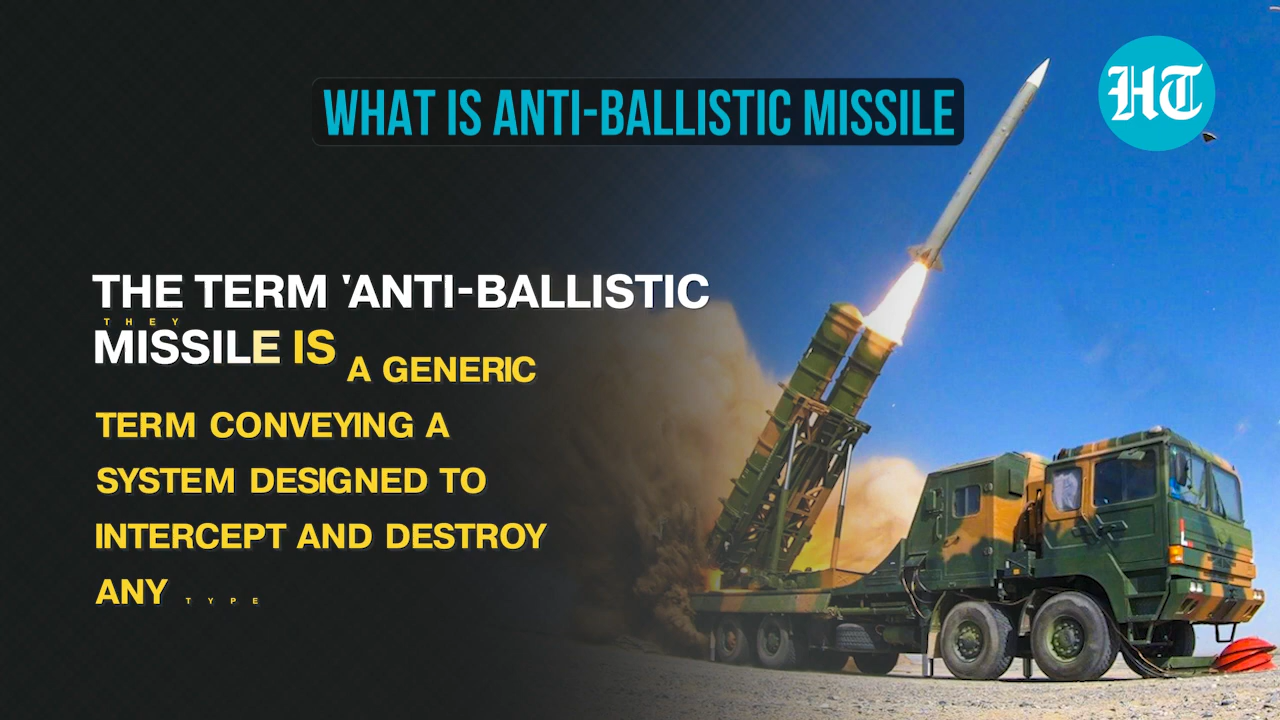 WHAT IS ANTI-BALLISTIC MISSILE
HT
THE TERM 'ANTI-BALLISTIC
THEY
MISSILE IS A GENERIC
TERM CONVEYING A
SYSTEM DESIGNED TO
INTERCEPT AND DESTROY
ANY TYPE